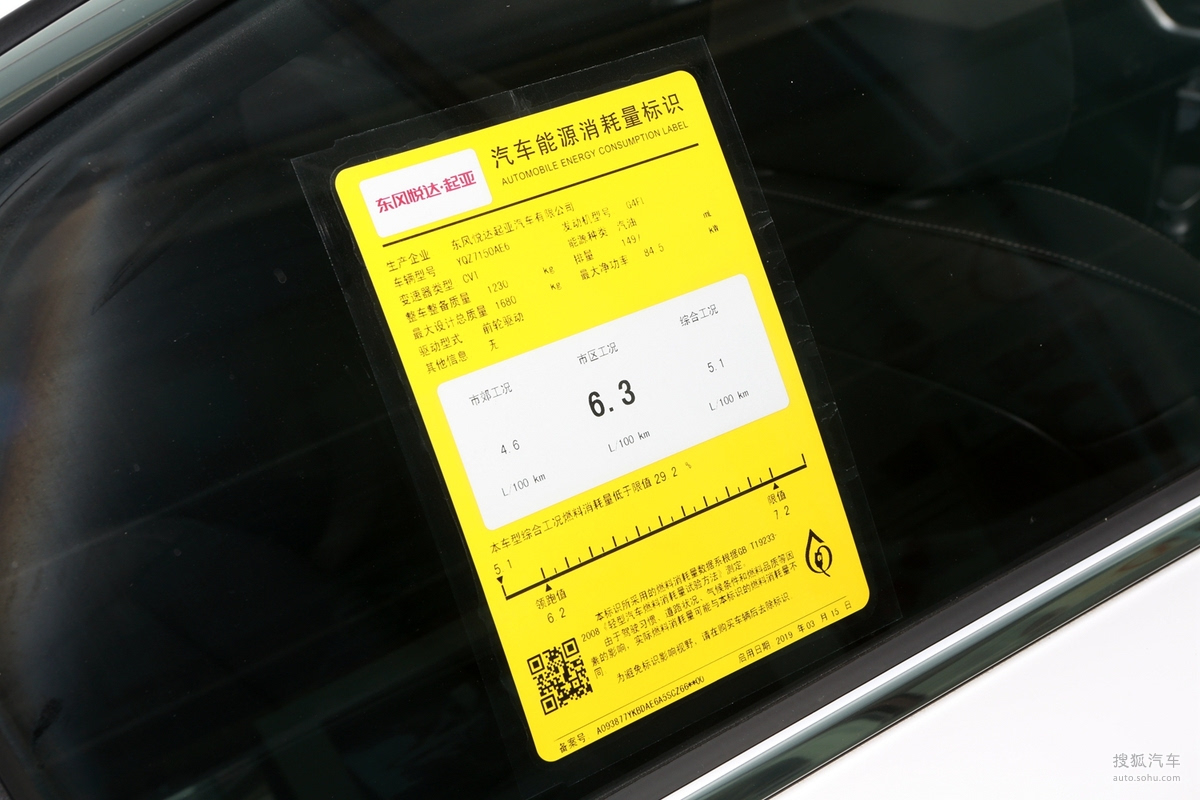 东风悦达·起亚
汽车能源消耗量标识
AUTOMOBILE ENERGY CONSUMPTION LABEL
生产企业 东风悦达起亚汽车有限公司
车辆型号 YQZ7150AE6 发动机型号 G4FL
变速器类型 CVT 能源种类 汽油
整车整备质量 1230 kg 排量 1497 mL
最大设计总质量 1680 kg 最大净功率 84.5 kW
驱动型式 前轮驱动
其他信息 无
市郊工况 市区工况 综合工况
4.6 6.3 5.1
L/100 km L/100 km L/100 km
本车型综合工况燃料消耗量低于限值 29.2 %
5.1
限值
7.2
领跑值
6.2
本标识所采用的燃料消耗量数据系根据GB T19233-
2008《轻型汽车燃料消耗量试验方法》测定。
由于驾驶习惯、道路状况、气候条件和燃料品质等因
素的影响，实际燃料消耗量可能与本标识的燃料消耗量不
同
为避免标识影响视野，请在购买车辆后去除标识
启用日期 2019 年 03 月 15 日
备案号 A093877YKBDAE6A5SCZ66**00
搜狐汽车
auto.sohu.com